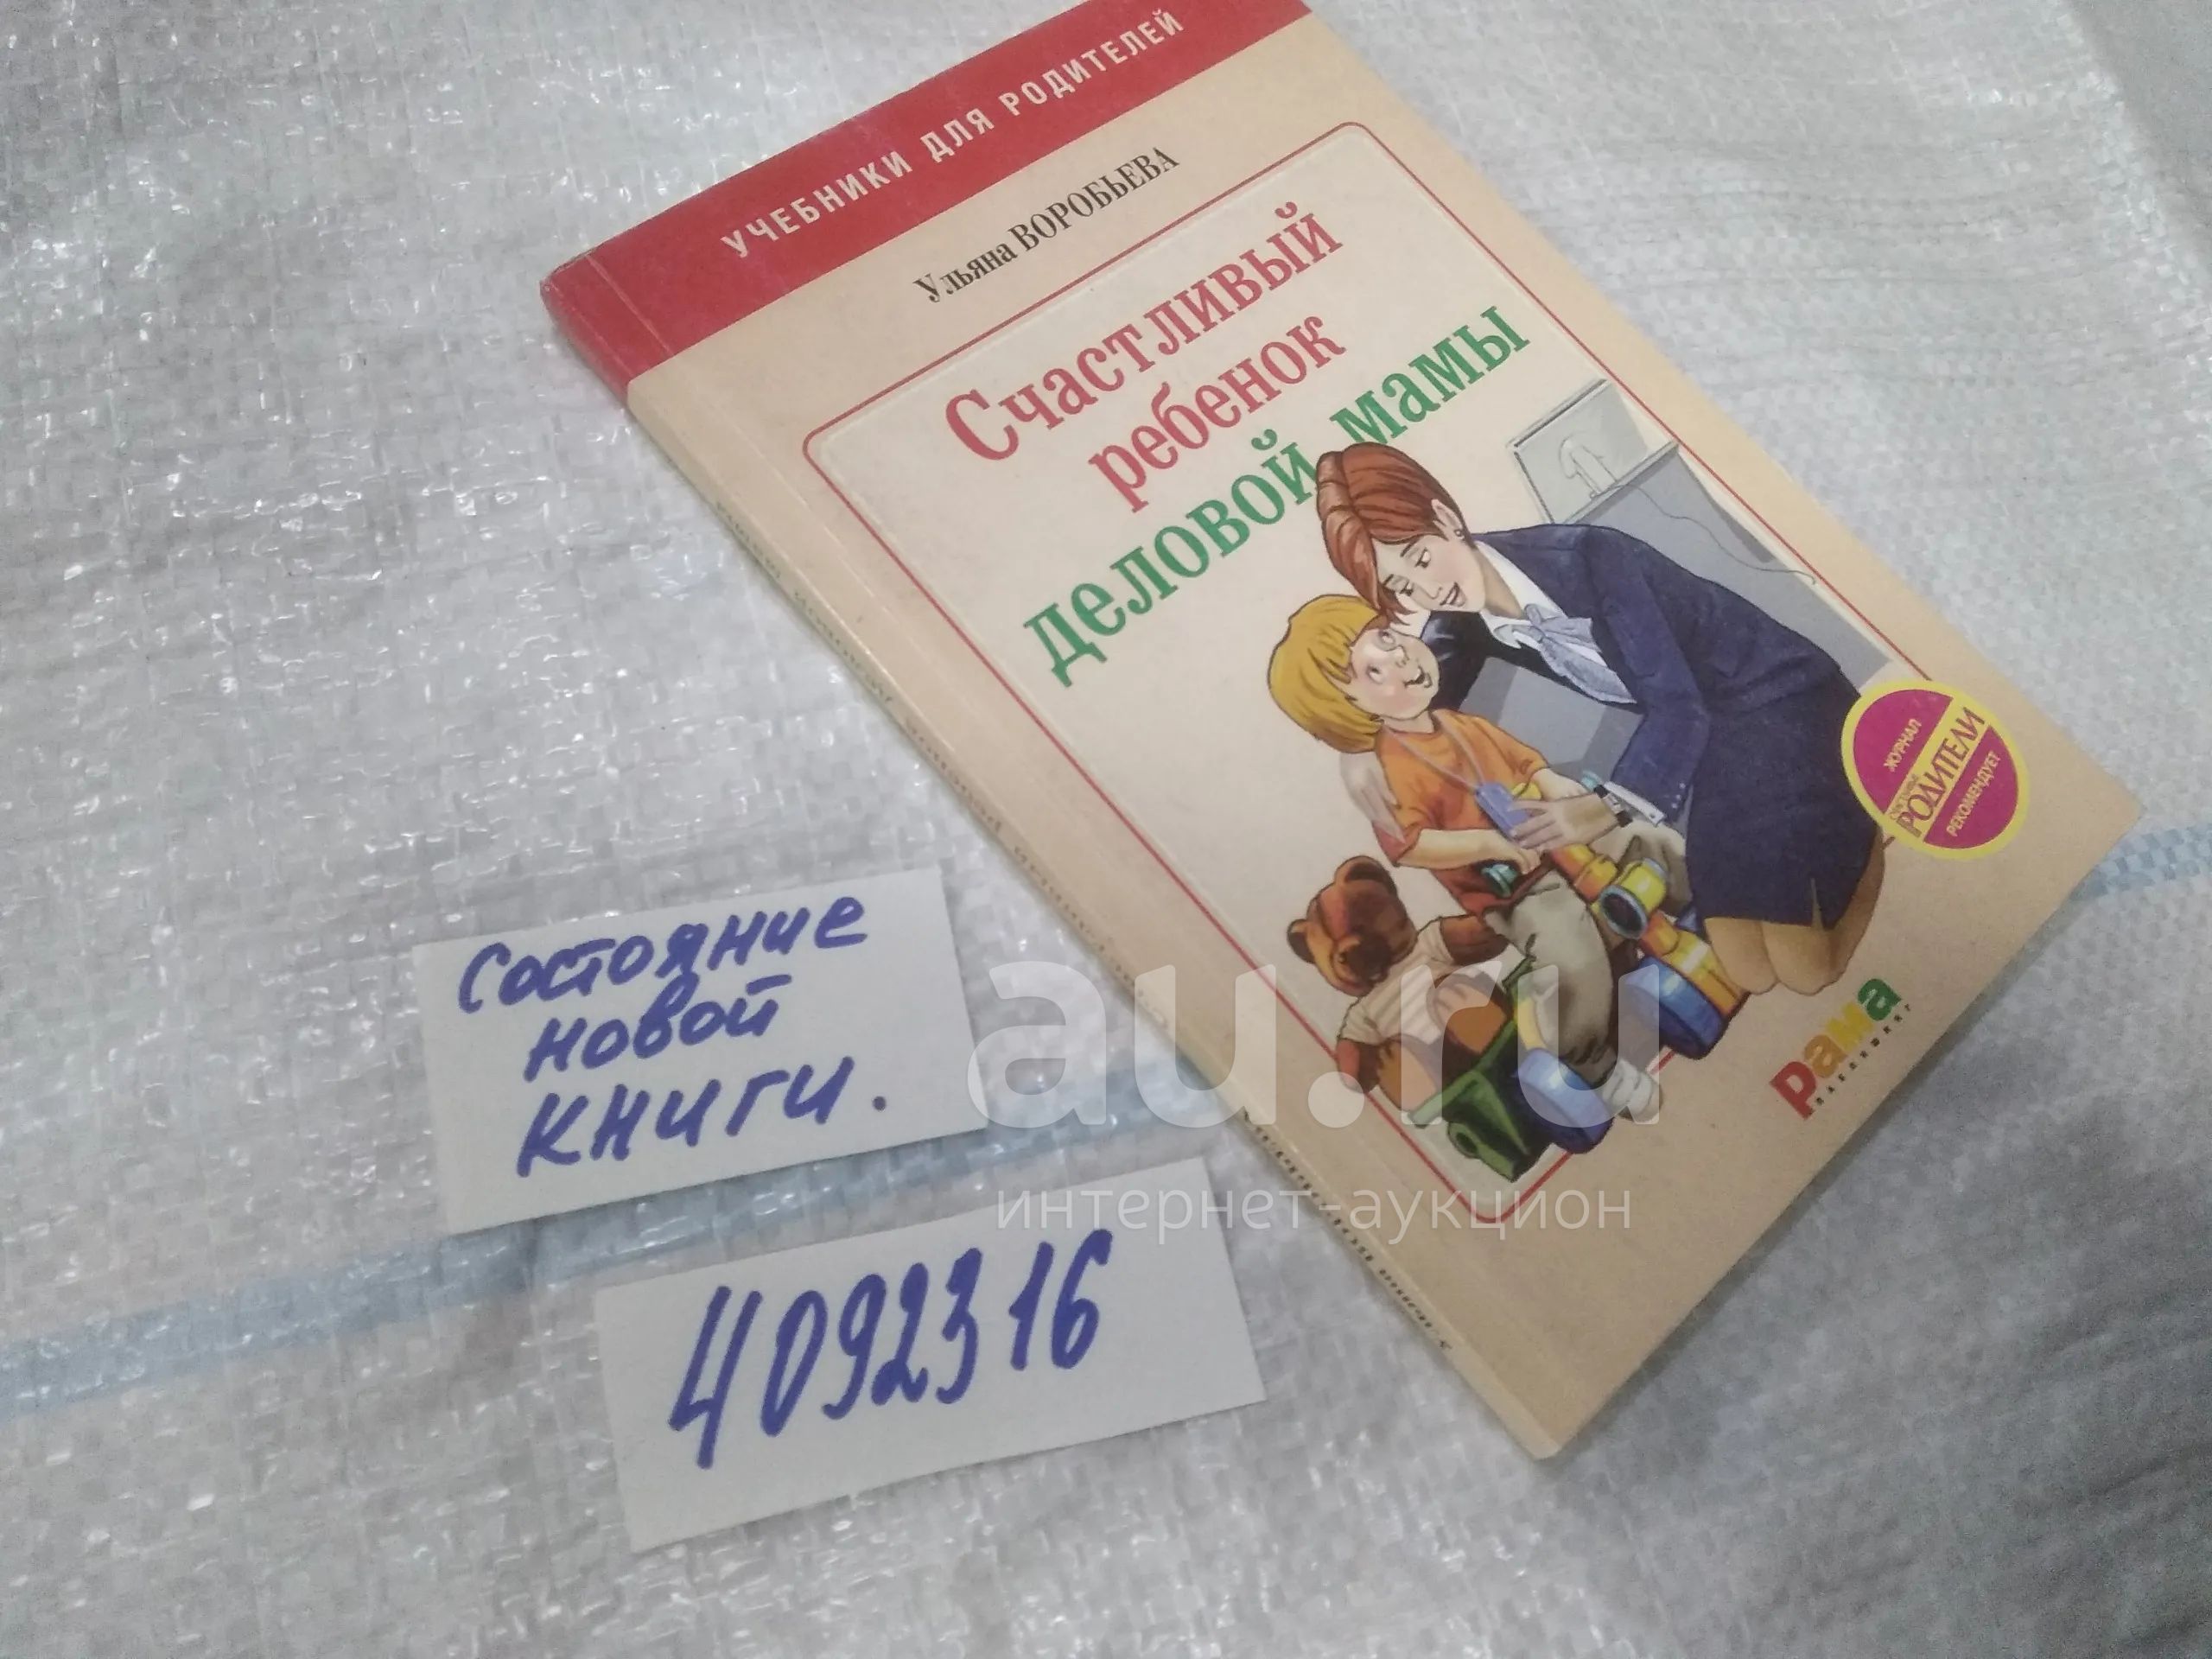 УЧЕБНИКИ ДЛЯ РОДИТЕЛЕЙ
Ульяна ВОРОБЬЕВА
Счастливый
ребенок
деловой мамы
ЖУРНАЛ
РОДИТЕЛИ
РЕКОМЕНДУЕТ
рама
ПАБЛИШИНГ
Состояние
новой
книги.
4092316
au.ru
интернет-аукцион